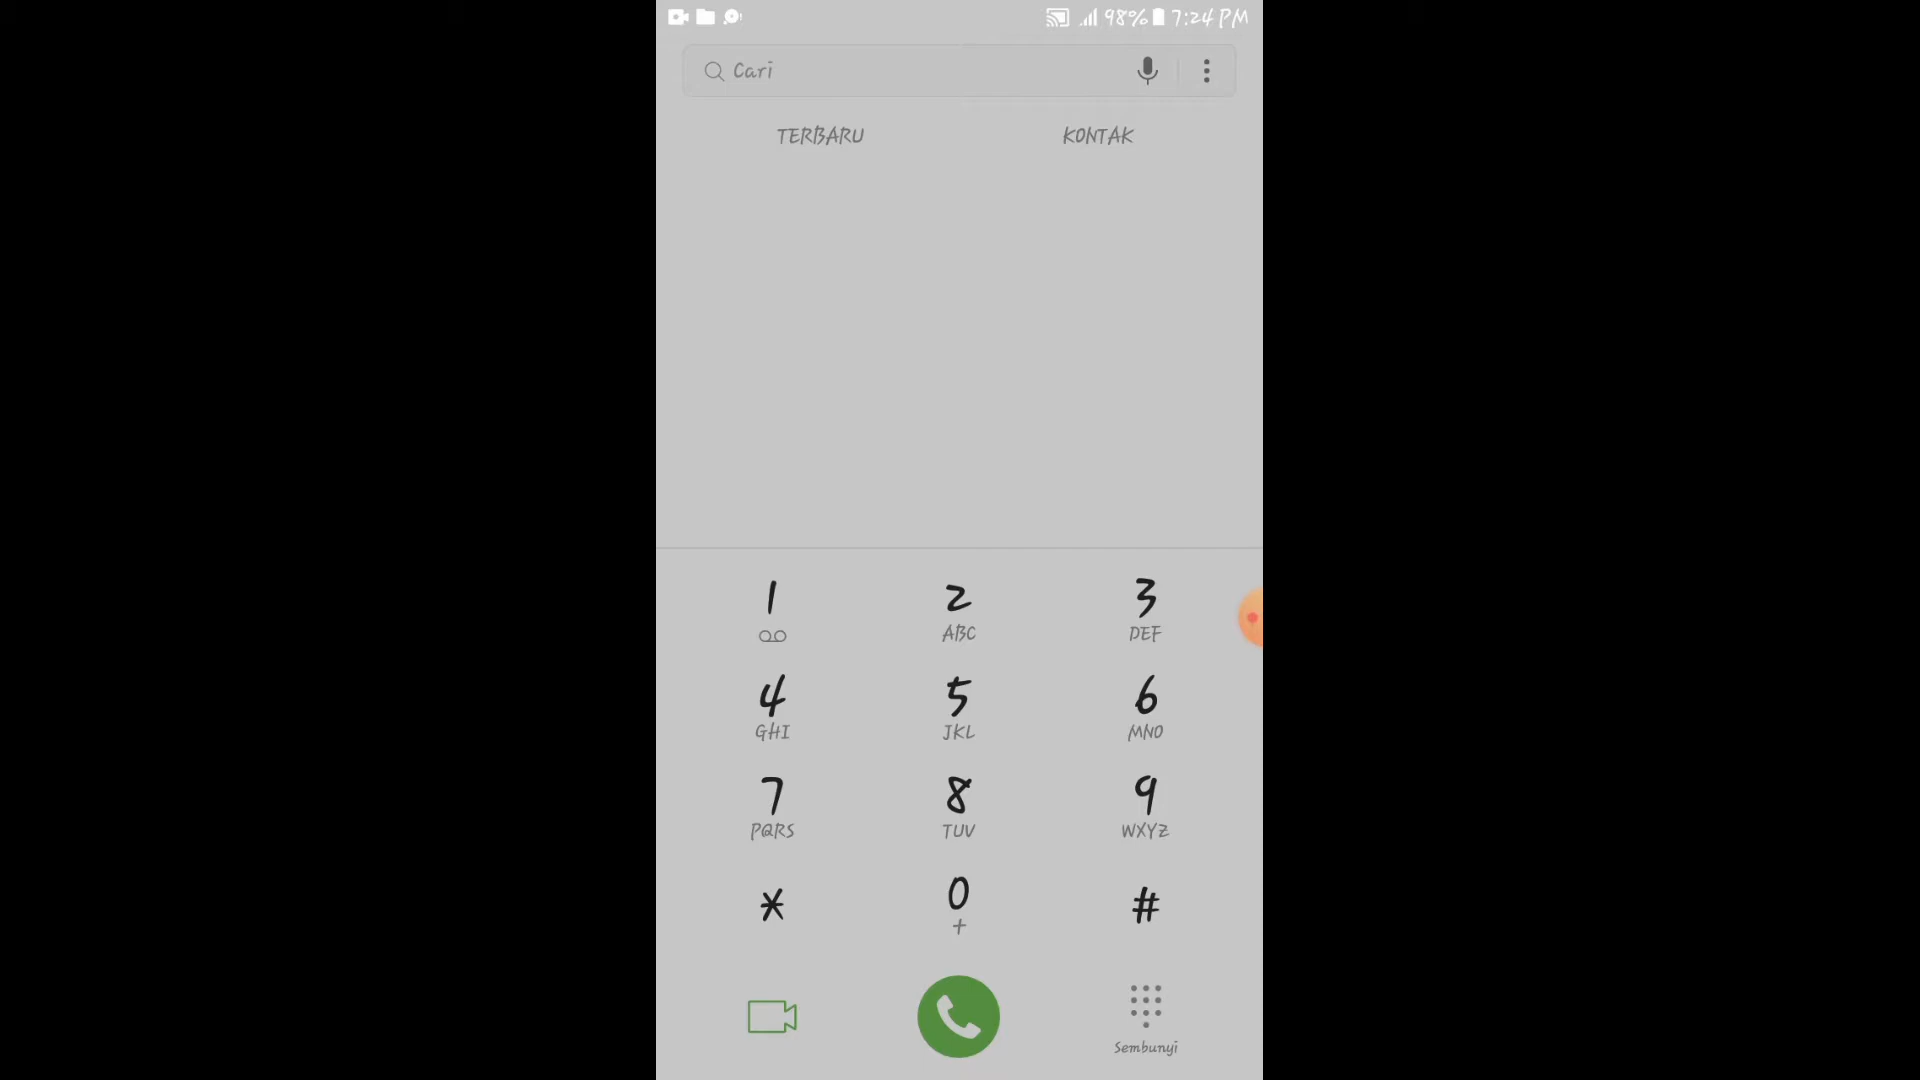 98% 7:24 PM
Cari
TERBARU KONTAK
1 2 3
ABC DEF
4 5 6
GHI JKL MNO
7 8 9
PQRS TUV WXYZ
* 0 #
+
Sembunyi